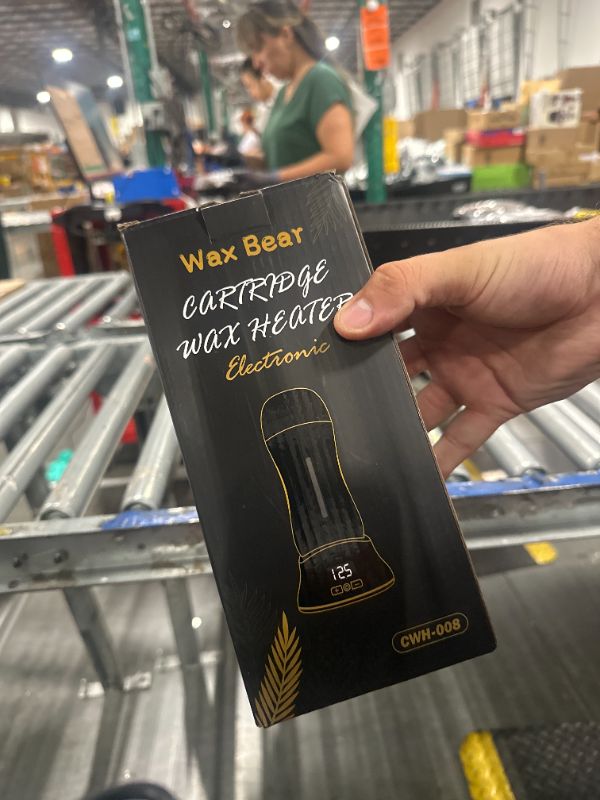 Wax Bear
CARTRIDGE
WAX HEATER
Electronic
125
CWH-008